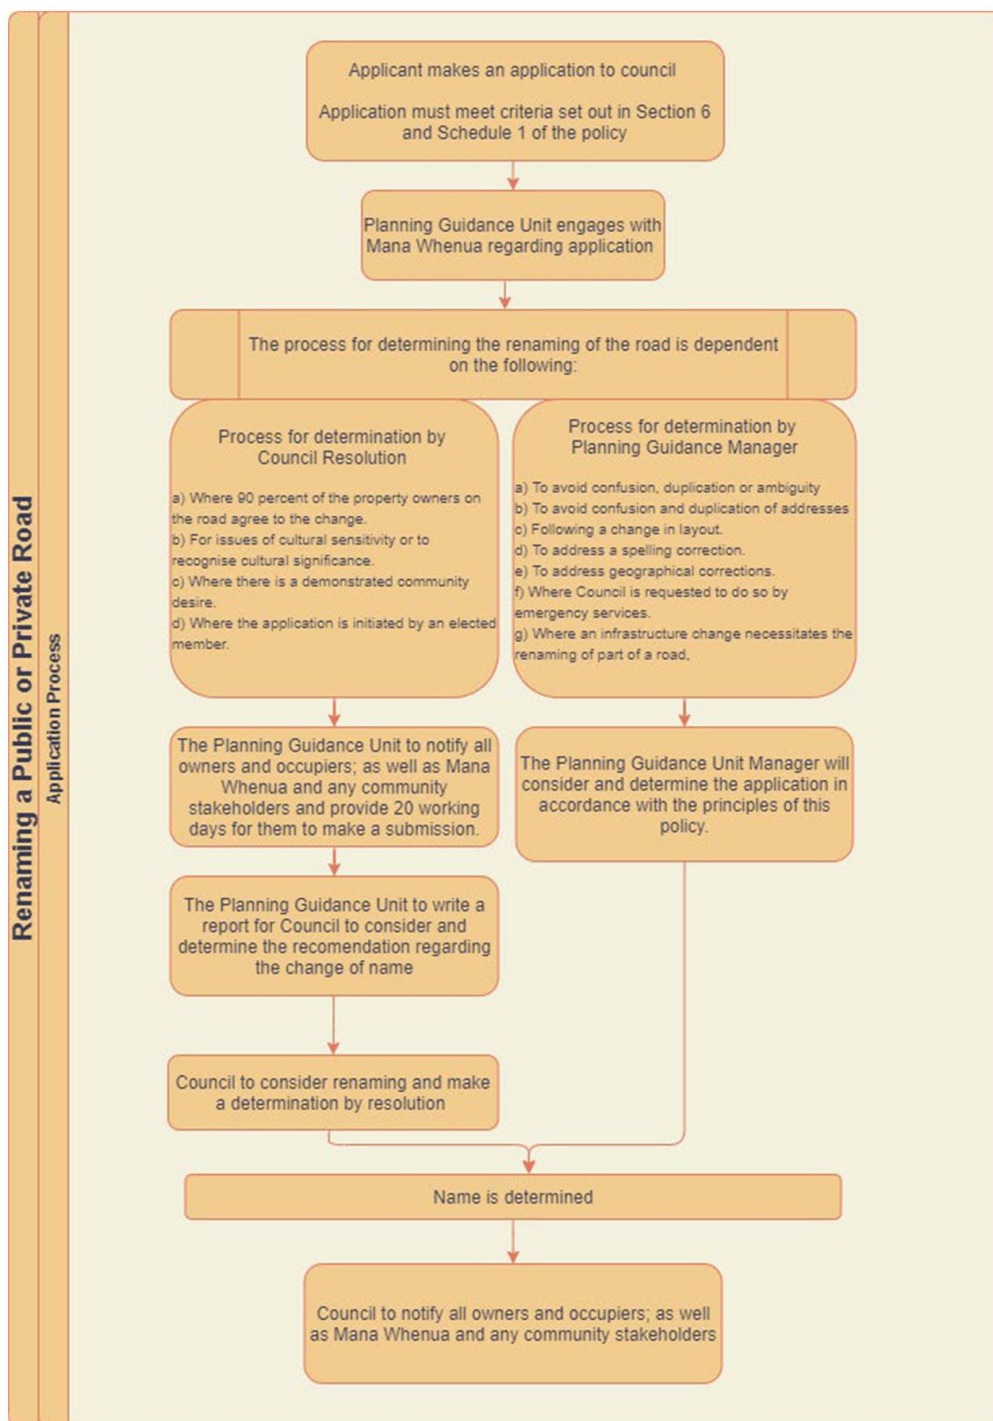 Renaming a Public or Private Road
Application Process
Applicant makes an application to council
Application must meet criteria set out in Section 6
and Schedule 1 of the policy
Planning Guidance Unit engages with
Mana Whenua regarding application
The process for determining the renaming of the road is dependent
on the following:
Process for determination by
Council Resolution
a) Where 90 percent of the property owners on
the road agree to the change.
b) For issues of cultural sensitivity or to
recognise cultural significance.
c) Where there is a demonstrated community
desire.
d) Where the application is initiated by an elected
member.
Process for determination by
Planning Guidance Manager
a) To avoid confusion, duplication or ambiguity
b) To avoid confusion and duplication of addresses
c) Following a change in layout.
d) To address a spelling correction.
e) To address geographical corrections.
f) Where Council is requested to do so by
emergency services.
g) Where an infrastructure change necessitates the
renaming of part of a road,
The Planning Guidance Unit to notify all
owners and occupiers; as well as Mana
Whenua and any community
stakeholders and provide 20 working
days for them to make a submission.
The Planning Guidance Unit Manager will
consider and determine the application in
accordance with the principles of this
policy.
The Planning Guidance Unit to write a
report for Council to consider and
determine the recomendation regarding
the change of name
Council to consider renaming and make
a determination by resolution
Name is determined
Council to notify all owners and occupiers; as well
as Mana Whenua and any community stakeholders